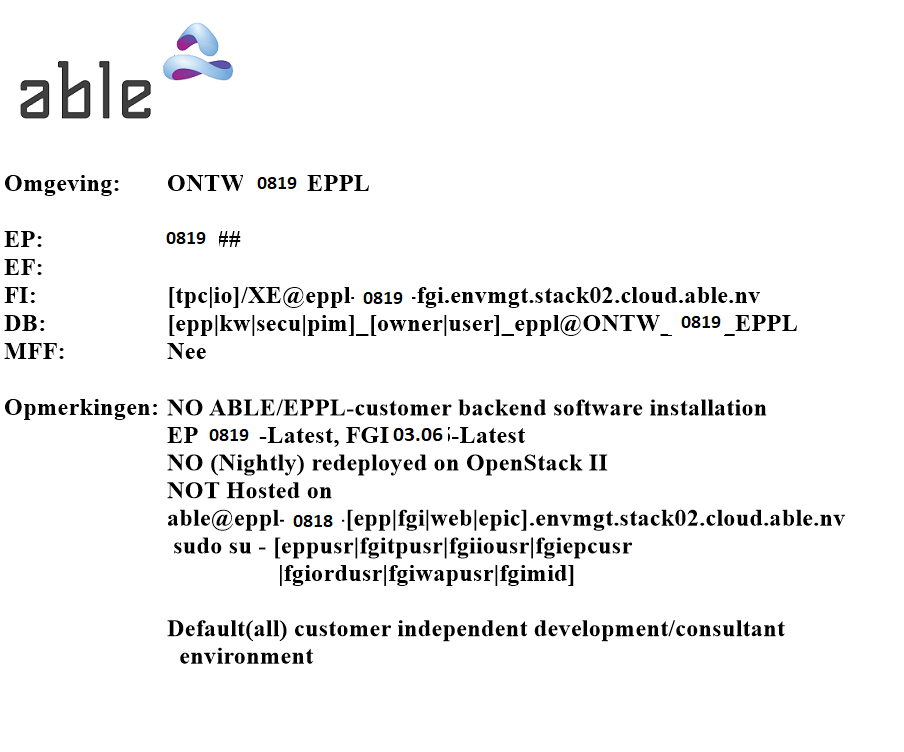 able
Omgeving: ONTW 0819 EPPL
EP: 0819 ##
EF:
FI: [tpc|io]/XE@eppl- 0819 -fgi.envmgt.stack02.cloud.able.nv
DB: [epp|kw|secu|pim]_[owner|user]_eppl@ONTW_ 0819 _EPPL
MFF: Nee
Opmerkingen: NO ABLE/EPPL-customer backend software installation
EP 0819 -Latest, FGI 03.06 -Latest
NO (Nightly) redeployed on OpenStack II
NOT Hosted on
able@eppl- 0818 -[epp|fgi|web|epic].envmgt.stack02.cloud.able.nv
sudo su - [eppusr|fgitpusr|fgiiousr|fgiepcusr
|fgiordusr|fgiwapusr|fgimid]
Default(all) customer independent development/consultant
environment